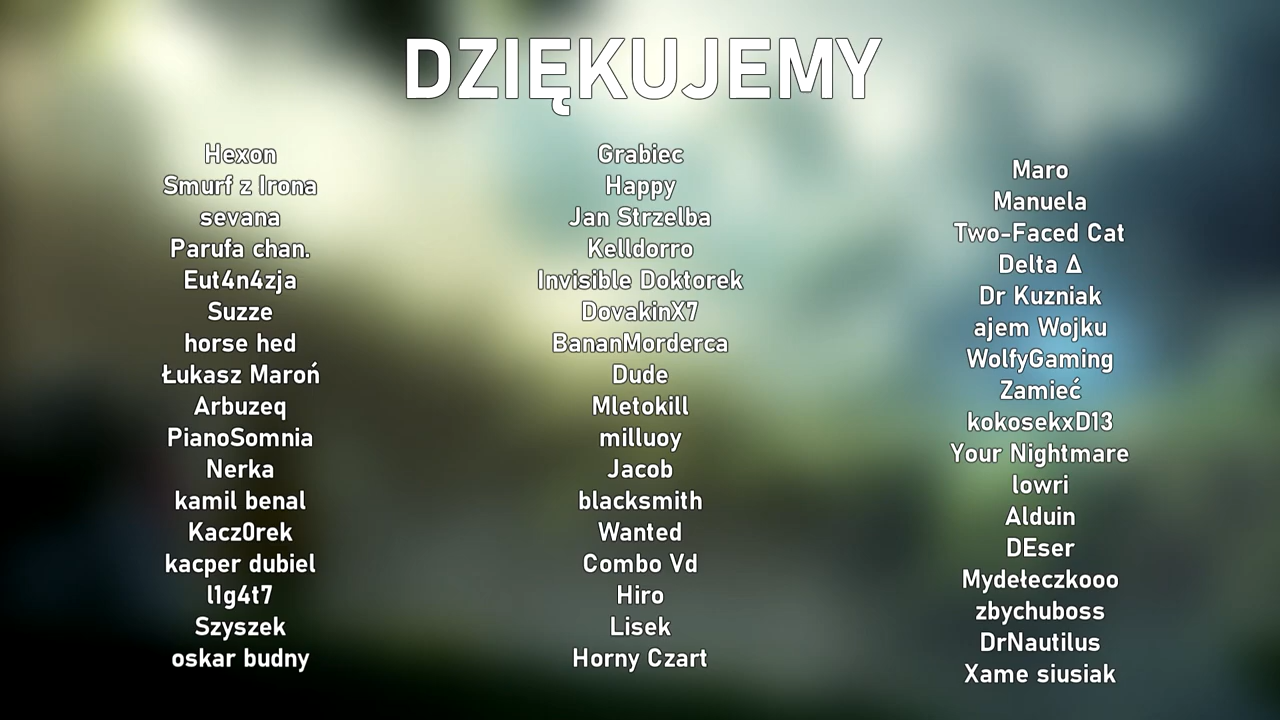 DZIĘKUJEMY
Hexon
Smurf z Irona
sevana
Parufa chan.
Eut4n4zja
Suzze
horse hed
Łukasz Maroń
Arbuzeq
PianoSomnia
Nerka
kamil benal
Kacz0rek
kacper dubiel
l1g4t7
Szyszek
oskar budny
Grabiec
Happy
Jan Strzelba
Kelldorro
Invisible Doktorek
DovakinX7
BananMorderca
Dude
Mletokill
milluoy
Jacob
blacksmith
Wanted
Combo Vd
Hiro
Lisek
Horny Czart
Maro
Manuela
Two-Faced Cat
Delta Δ
Dr Kuzniak
ajem Wojku
WolfyGaming
Zamieć
kokosekxD13
Your Nightmare
lowri
Alduin
DEser
Mydełeczkooo
zbychuboss
DrNautilus
Xame siusiak